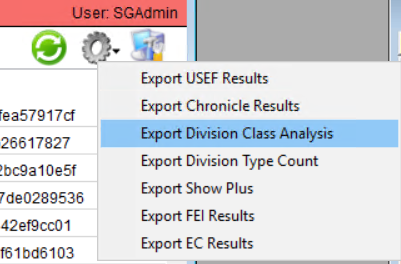 User: SGAdmin
Export USEF Results
Export Chronicle Results
fea57917cf
Export Division Class Analysis
26617827
Export Division Type Count
2bc9a10e5f
Export Show Plus
7de0289536
Export FEI Results
42ef9cc01
Export EC Results
f61bd6103